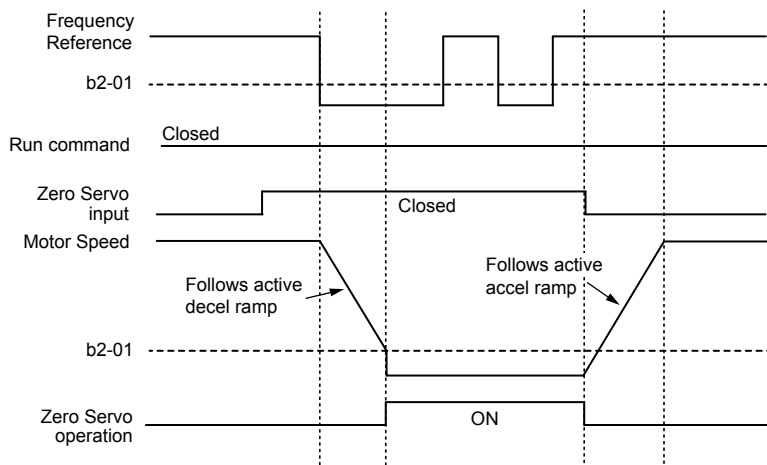 Frequency
Reference
b2-01
Closed
Run command
Zero Servo
input
Closed
Motor Speed
Follows active
decel ramp
Follows active
accel ramp
b2-01
Zero Servo
operation
ON